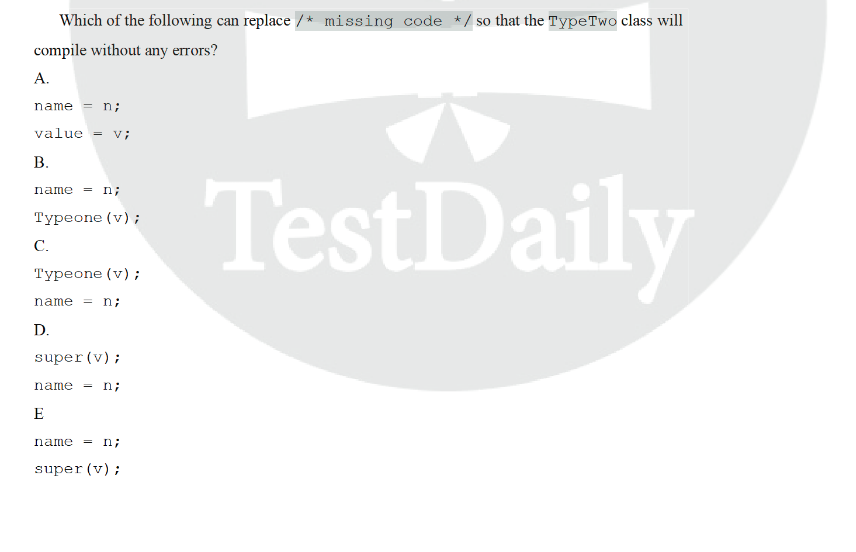 Which of the following can replace /* missing code */ so that the TypeTwo class will
compile without any errors?
A.
name = n;
value = v;
B.
name = n;
Typeone(v);
C.
Typeone(v);
name = n;
D.
super(v);
name = n;
E
name = n;
super(v);
TestDaily